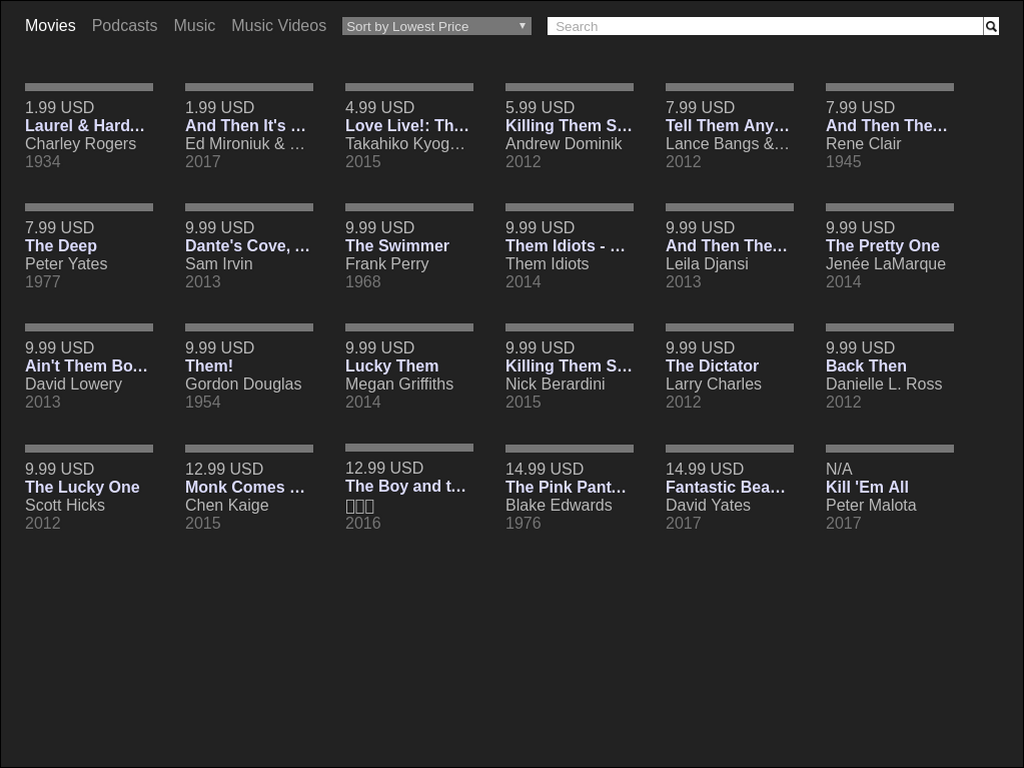 Movies Podcasts Music Music Videos Sort by Lowest Price ▼ Search
1.99 USD
Laurel & Hard...
Charley Rogers
1934
1.99 USD
And Then It's ...
Ed Mironiuk & ...
2017
4.99 USD
Love Live!: Th...
Takahiko Kyog...
2015
5.99 USD
Killing Them S...
Andrew Dominik
2012
7.99 USD
Tell Them Any...
Lance Bangs &...
2012
7.99 USD
And Then The...
Rene Clair
1945
7.99 USD
The Deep
Peter Yates
1977
9.99 USD
Dante's Cove, ...
Sam Irvin
2013
9.99 USD
The Swimmer
Frank Perry
1968
9.99 USD
Them Idiots - ...
Them Idiots
2014
9.99 USD
And Then The...
Leila Djansi
2013
9.99 USD
The Pretty One
Jenée LaMarque
2014
9.99 USD
Ain't Them Bo...
David Lowery
2013
9.99 USD
Them!
Gordon Douglas
1954
9.99 USD
Lucky Them
Megan Griffiths
2014
9.99 USD
Killing Them S...
Nick Berardini
2015
9.99 USD
The Dictator
Larry Charles
2012
9.99 USD
Back Then
Danielle L. Ross
2012
9.99 USD
The Lucky One
Scott Hicks
2012
12.99 USD
Monk Comes ...
Chen Kaige
2015
12.99 USD
The Boy and t...
2016
14.99 USD
The Pink Pant...
Blake Edwards
1976
14.99 USD
Fantastic Bea...
David Yates
2017
N/A
Kill 'Em All
Peter Malota
2017